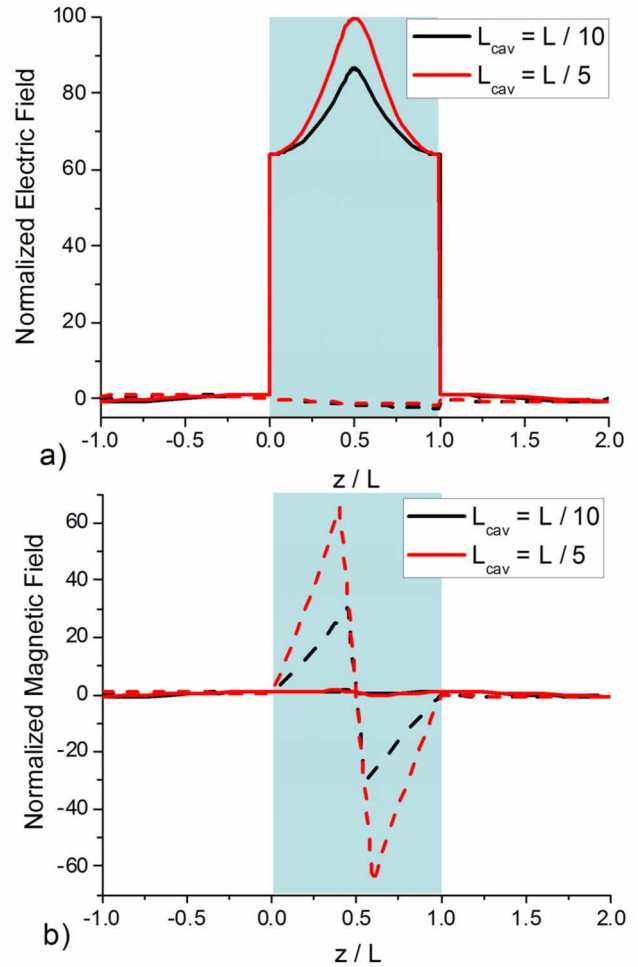 100
80
60
40
20
0
Normalized Electric Field
L_cav = L / 10
L_cav = L / 5
-1.0 -0.5 0.0 0.5 1.0 1.5 2.0
z / L
a)
60
40
20
0
-20
-40
-60
Normalized Magnetic Field
L_cav = L / 10
L_cav = L / 5
-1.0 -0.5 0.0 0.5 1.0 1.5 2.0
z / L
b)